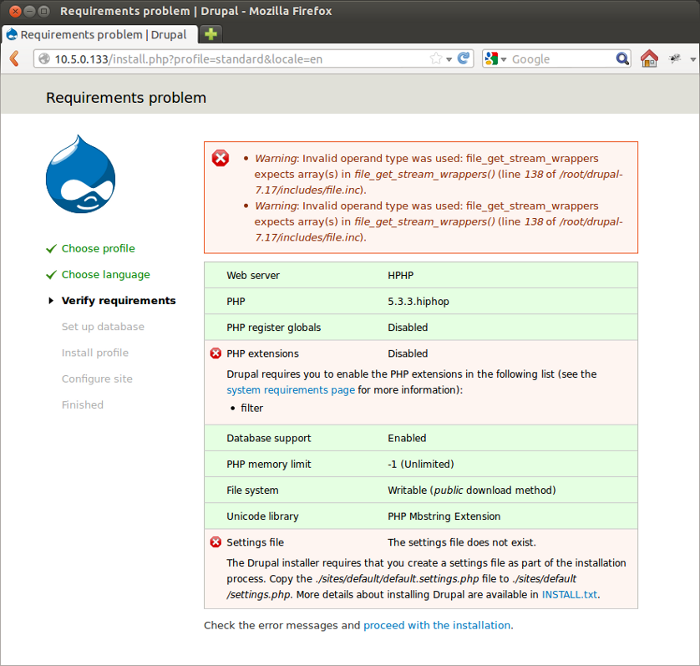 Requirements problem | Drupal - Mozilla Firefox
Requirements problem | Drupal
10.5.0.133/install.php?profile=standard&locale=en
Google
Requirements problem
Choose profile
Choose language
Verify requirements
Set up database
Install profile
Configure site
Finished
Warning: Invalid operand type was used: file_get_stream_wrappers
expects array(s) in file_get_stream_wrappers() (line 138 of /root/drupal-
7.17/includes/file.inc).
Warning: Invalid operand type was used: file_get_stream_wrappers
expects array(s) in file_get_stream_wrappers() (line 138 of /root/drupal-
7.17/includes/file.inc).
Web server HPHP
PHP 5.3.3.hiphop
PHP register globals Disabled
PHP extensions Disabled
Drupal requires you to enable the PHP extensions in the following list (see the
system requirements page for more information):
filter
Database support Enabled
PHP memory limit -1 (Unlimited)
File system Writable (public download method)
Unicode library PHP Mbstring Extension
Settings file The settings file does not exist.
The Drupal installer requires that you create a settings file as part of the installation
process. Copy the ./sites/default/default.settings.php file to ./sites/default
/settings.php. More details about installing Drupal are available in INSTALL.txt.
Check the error messages and proceed with the installation.